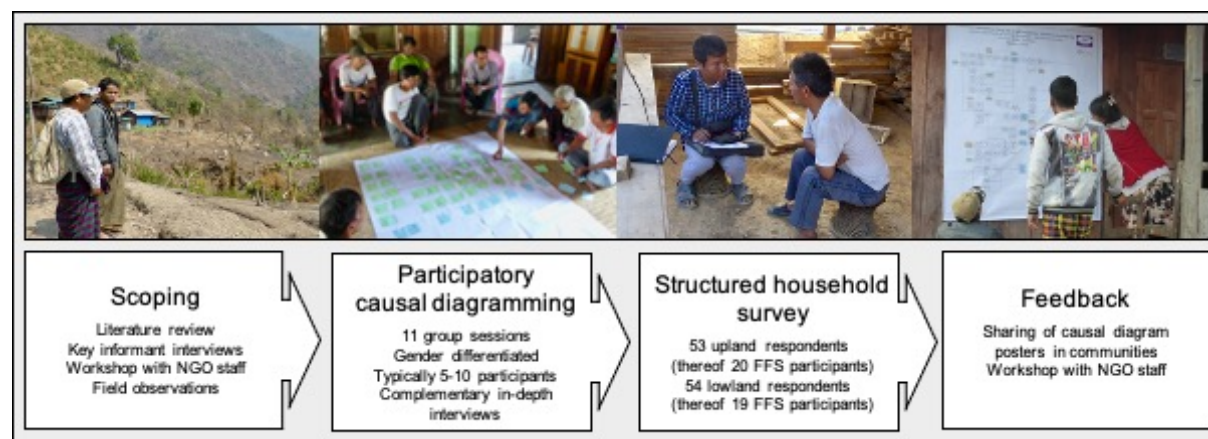 Scoping
Literature review
Key informant interviews
Workshop with NGO staff
Field observations
Participatory
causal diagramming
11 group sessions
Gender differentiated
Typically 5-10 participants
Complementary in-depth
interviews
Structured household
survey
53 upland respondents
(thereof 20 FFS participants)
54 lowland respondents
(thereof 19 FFS participants)
Feedback
Sharing of causal diagram
posters in communities
Workshop with NGO staff